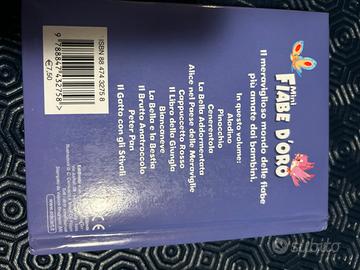 Mini
FIABE D'ORO
Il meraviglioso mondo delle fiabe
più amate dai bambini.
In questo volume:
Aladino
Pinocchio
Cenerentola
La Bella Addormentata
Alice nel Paese delle Meraviglie
Cappuccetto Rosso
Il Libro della Giungla
Biancaneve
La Bella e la Bestia
Il Brutto Anatroccolo
Peter Pan
Il Gatto con gli Stivali
ISBN 88 474 3275 8
9 788847 432758 >
€ 7,50
CE
subito